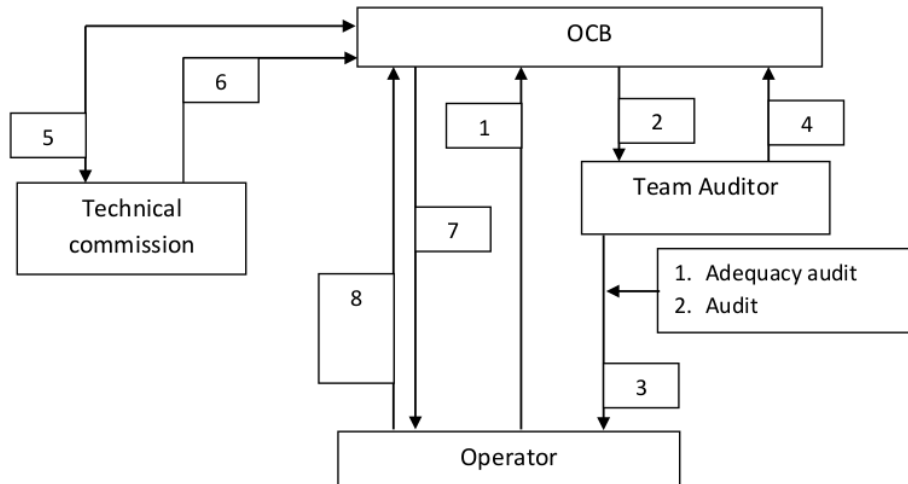 OCB
6
5
1
2
4
Team Auditor
Technical
commission
7
8
1. Adequacy audit
2. Audit
3
Operator